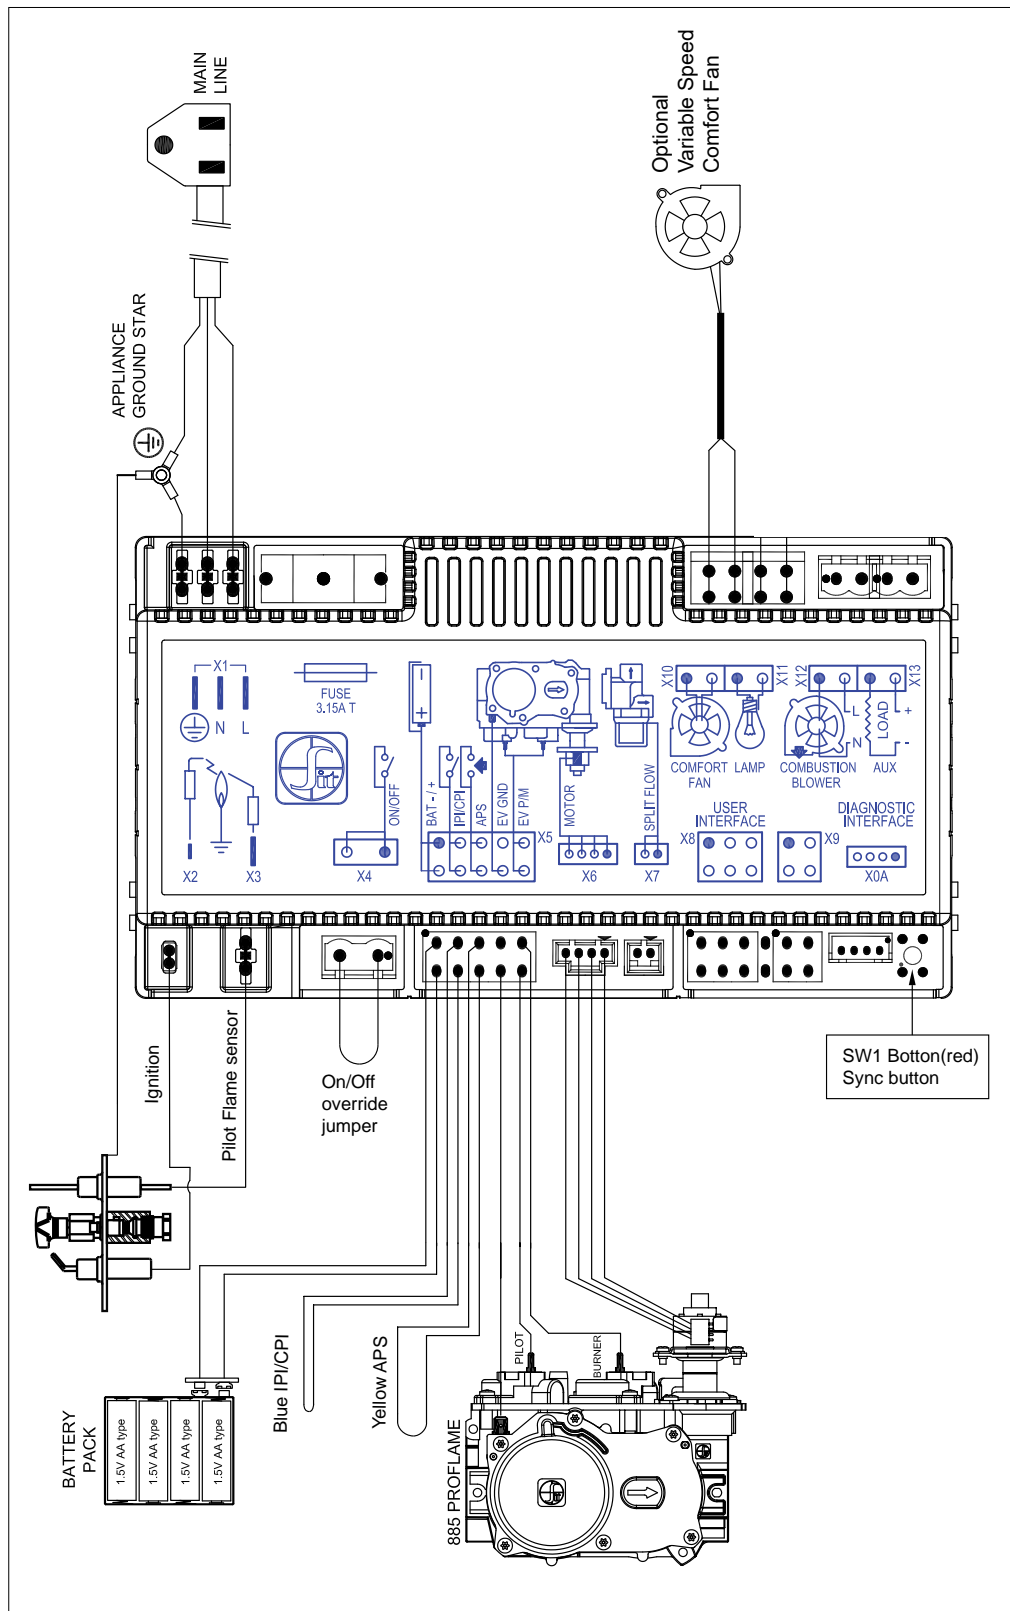 MAIN
LINE
Optional
Variable Speed
Comfort Fan
APPLIANCE
GROUND STAR
X1
N
L
FUSE
3.15A T
Sit
X2
X3
ON/OFF
X4
BAT - / +
IPI/CPI
APS
EV GND
EV P/M
X5
MOTOR
X6
SPLIT FLOW
X7
X10
X11
COMFORT
FAN
LAMP
X12
X13
L
N
LOAD
+
-
COMBUSTION
BLOWER
AUX
USER
INTERFACE
X8
X9
DIAGNOSTIC
INTERFACE
X0A
Ignition
Pilot Flame sensor
On/Off
override
jumper
SW1 Botton(red)
Sync button
BATTERY
PACK
1.5V AA type
1.5V AA type
1.5V AA type
1.5V AA type
Blue IPI/CPI
Yellow APS
885 PROFLAME
PILOT
BURNER